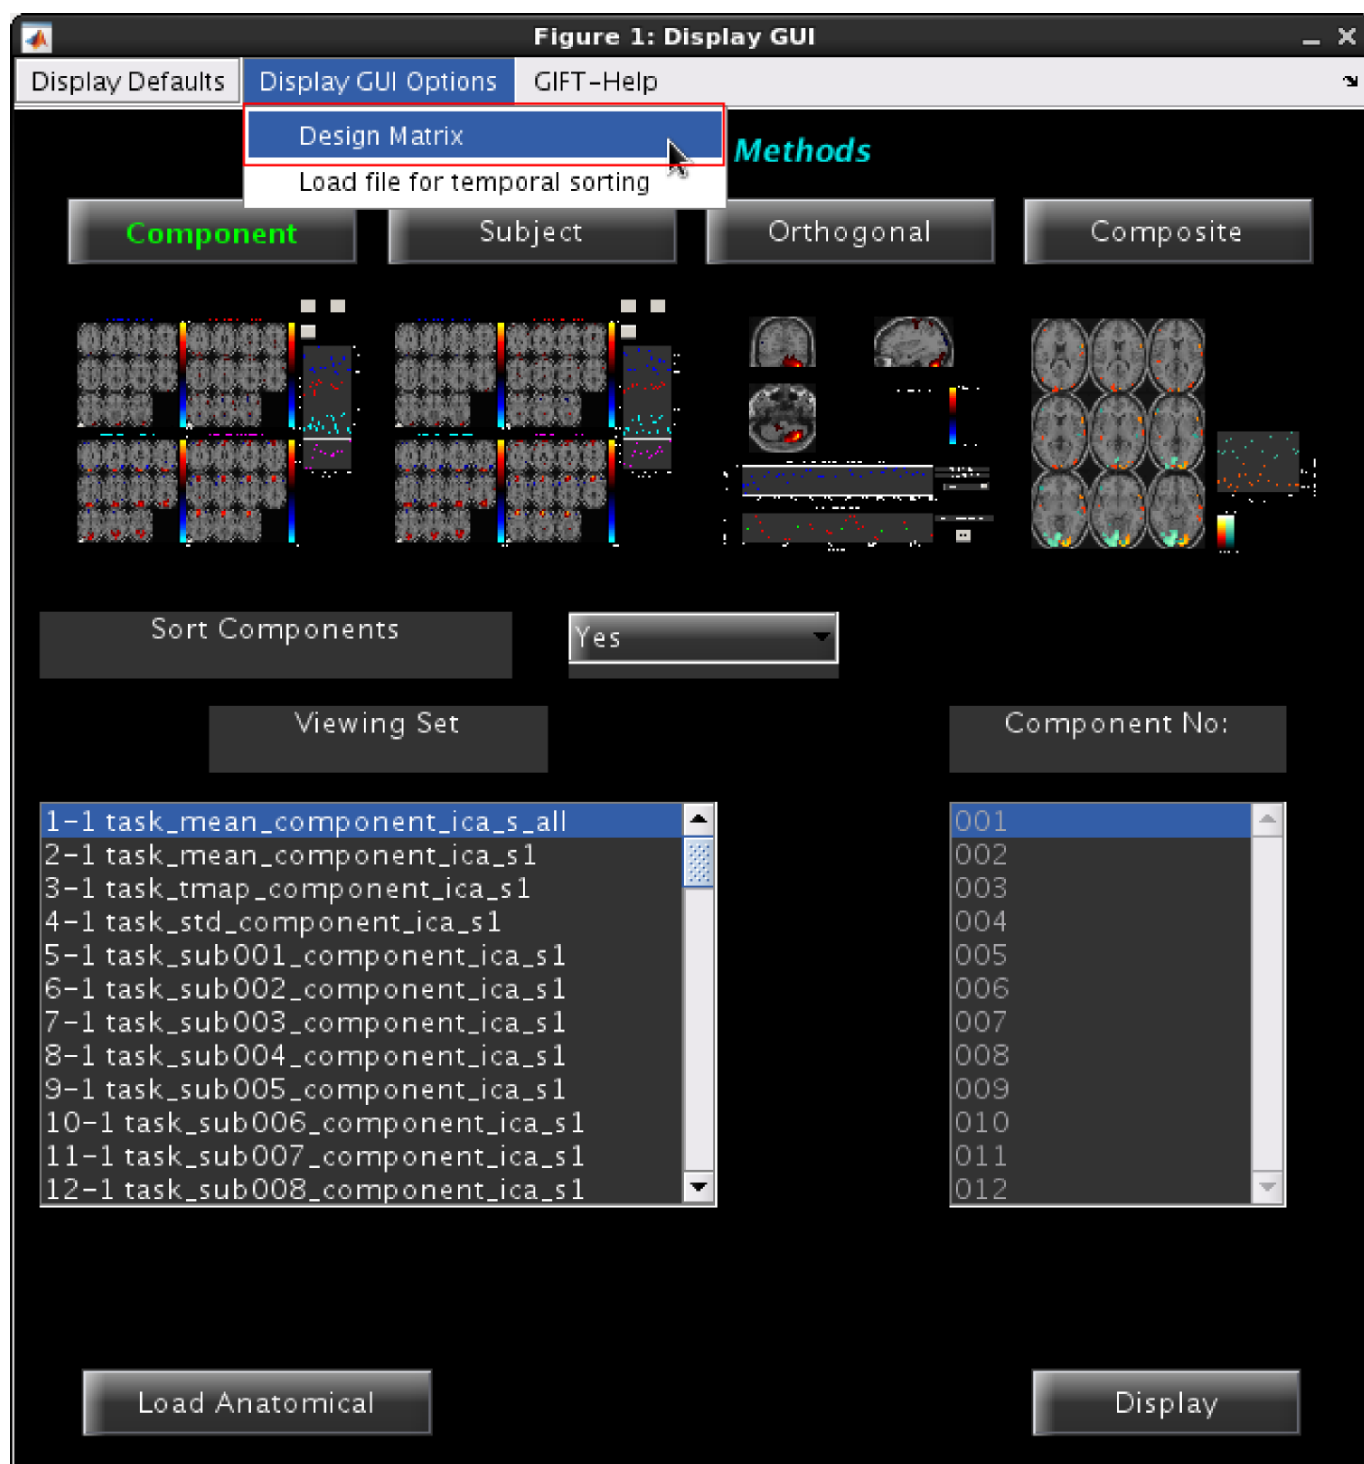 Figure 1: Display GUI
Display Defaults Display GUI Options GIFT-Help
Design Matrix
Methods
Load file for temporal sorting
Component Subject Orthogonal Composite
Sort Components Yes
Viewing Set Component No:
1-1 task_mean_component_ica_s_all
2-1 task_mean_component_ica_s1
3-1 task_tmap_component_ica_s1
4-1 task_std_component_ica_s1
5-1 task_sub001_component_ica_s1
6-1 task_sub002_component_ica_s1
7-1 task_sub003_component_ica_s1
8-1 task_sub004_component_ica_s1
9-1 task_sub005_component_ica_s1
10-1 task_sub006_component_ica_s1
11-1 task_sub007_component_ica_s1
12-1 task_sub008_component_ica_s1
001
002
003
004
005
006
007
008
009
010
011
012
Load Anatomical Display